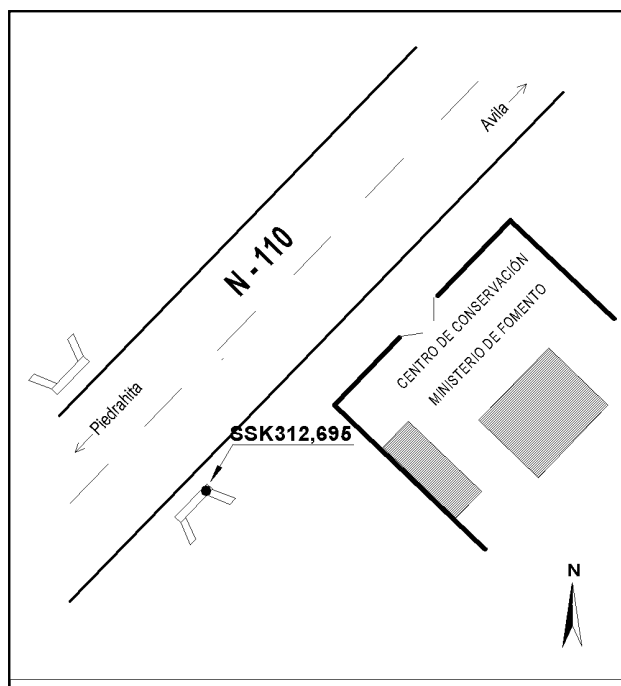 Avila
N - 110
CENTRO DE CONSERVACIÓN
MINISTERIO DE FOMENTO
Piedrahita
SSK312,695
N